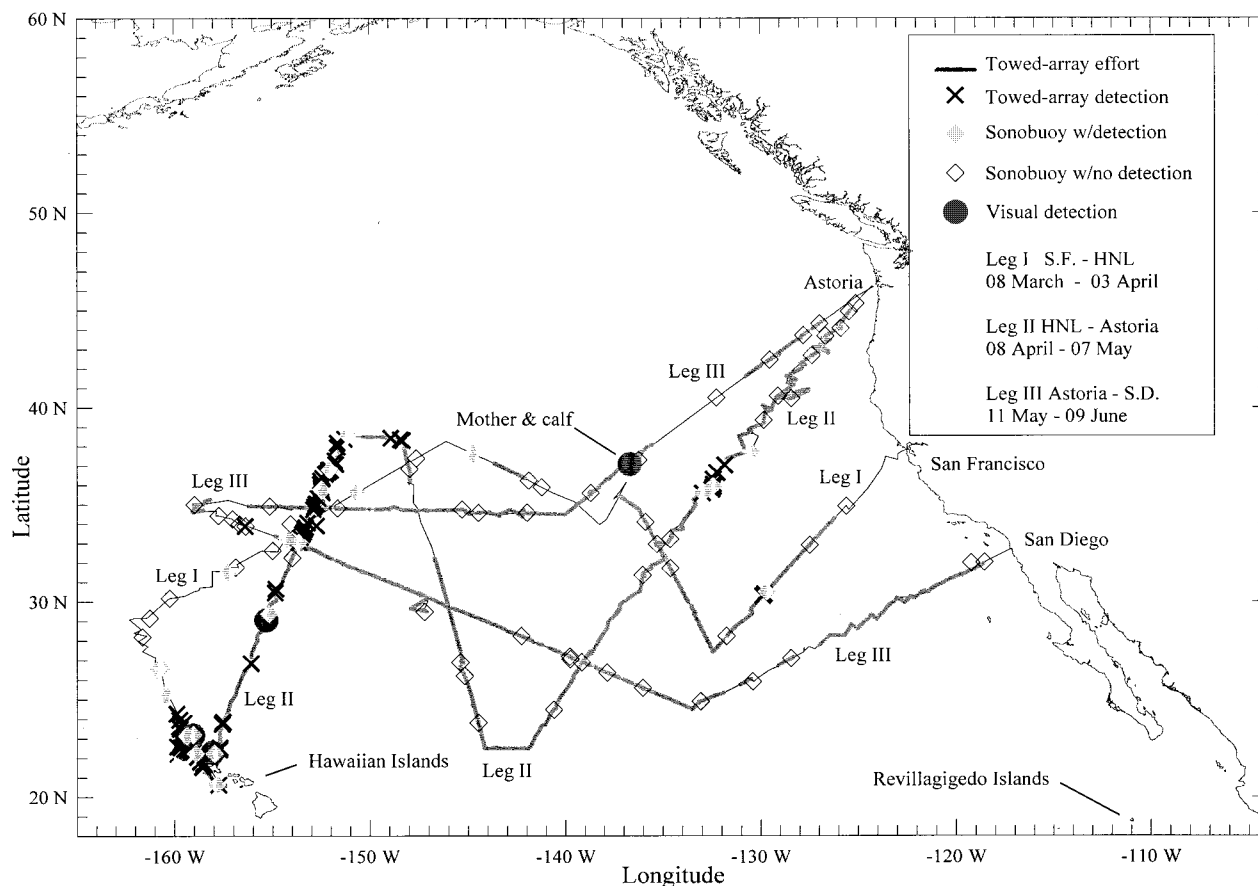 60 N
50 N
40 N
30 N
20 N
Latitude
-160 W
-150 W
-140 W
-130 W
-120 W
-110 W
Longitude
Towed-array effort
Towed-array detection
Sonobuoy w/detection
Sonobuoy w/no detection
Visual detection
Leg I S.F. - HNL
08 March - 03 April
Leg II HNL - Astoria
08 April - 07 May
Leg III Astoria - S.D.
11 May - 09 June
Astoria
Leg III
Mother & calf
Leg II
San Francisco
Leg I
Leg III
San Diego
Leg I
Leg III
Leg II
Hawaiian Islands
Leg II
Revillagigedo Islands